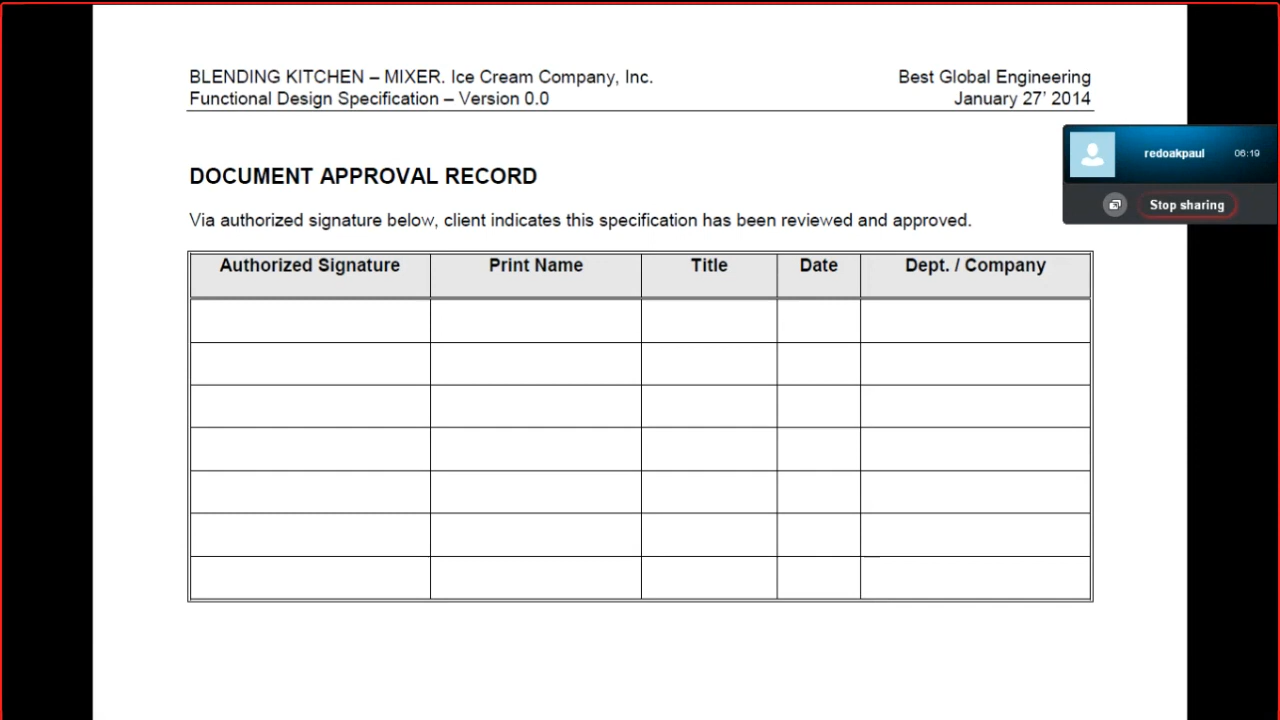 BLENDING KITCHEN – MIXER. Ice Cream Company, Inc. Best Global Engineering
Functional Design Specification – Version 0.0 January 27’ 2014
redoakpaul 06:19
Stop sharing
DOCUMENT APPROVAL RECORD
Via authorized signature below, client indicates this specification has been reviewed and approved.
Authorized Signature Print Name Title Date Dept. / Company